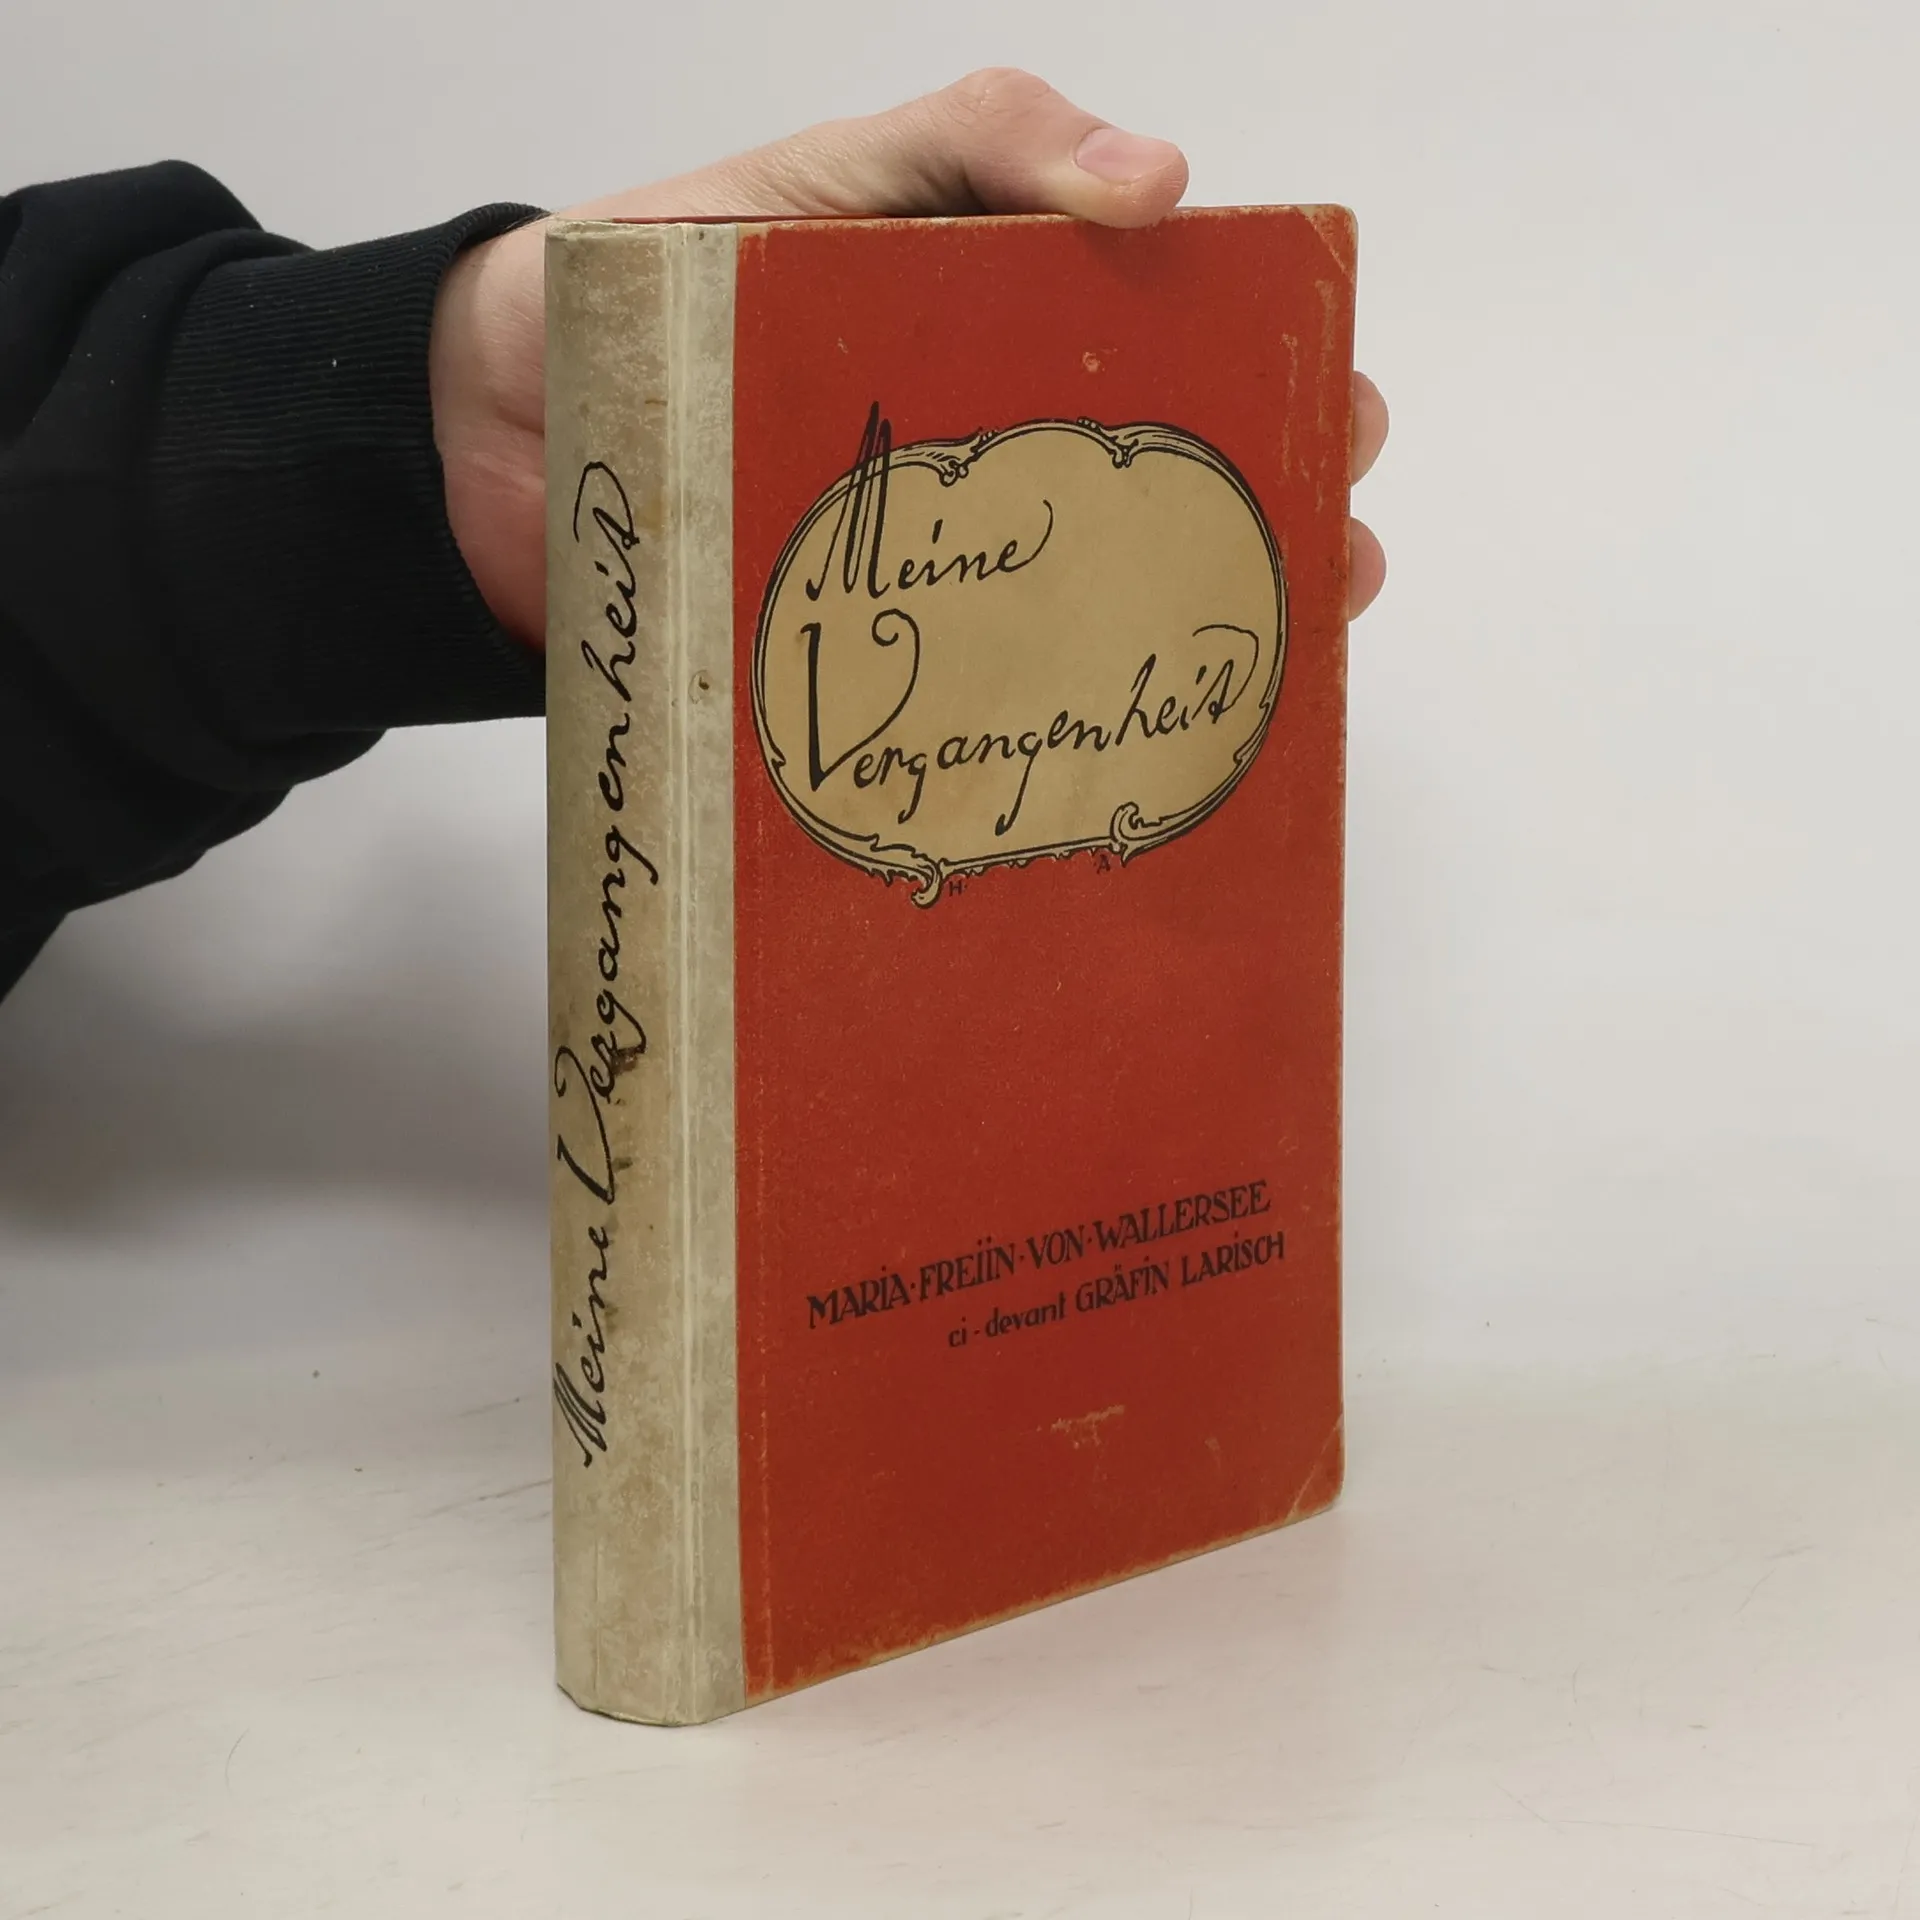 Meine Vergangenheit
Meine
Vergangenheit
H. A
MARIA·FREIIN·VON·WALLERSEE
ci-devant GRÄFIN LARISCH